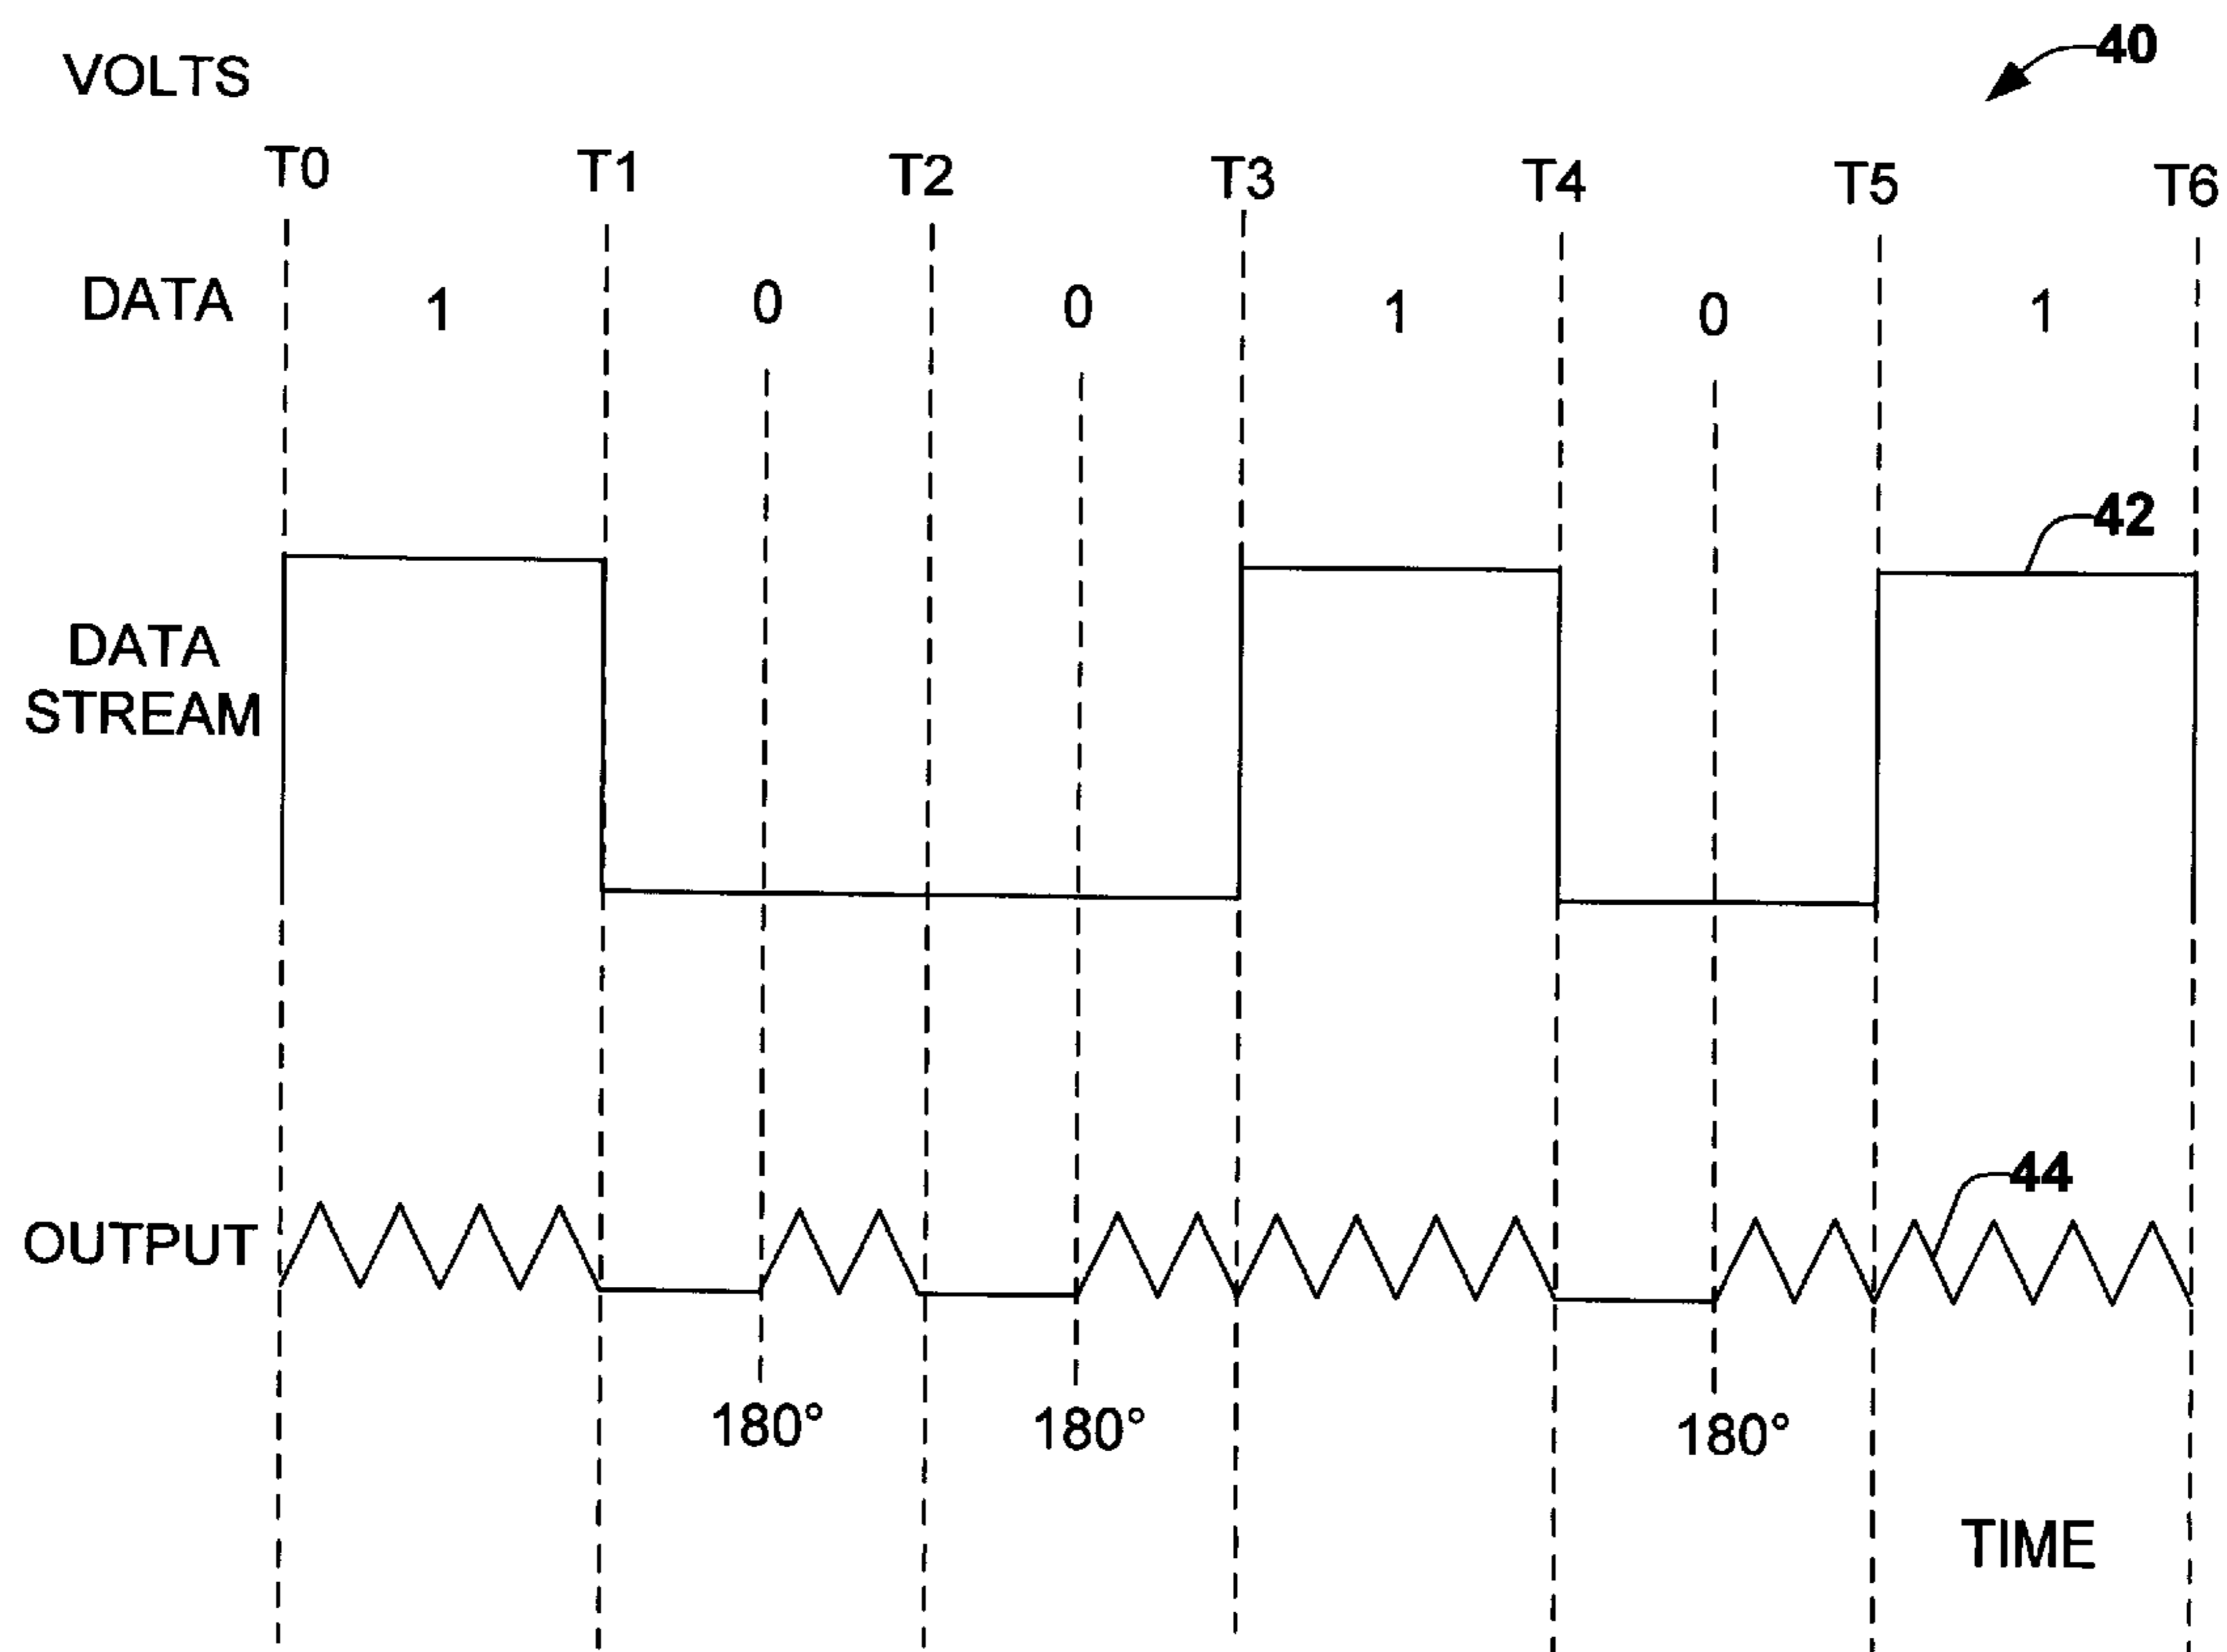 VOLTS
40
T0 T1 T2 T3 T4 T5 T6
DATA 1 0 0 1 0 1
42
DATA
STREAM
44
OUTPUT
180° 180° 180°
TIME